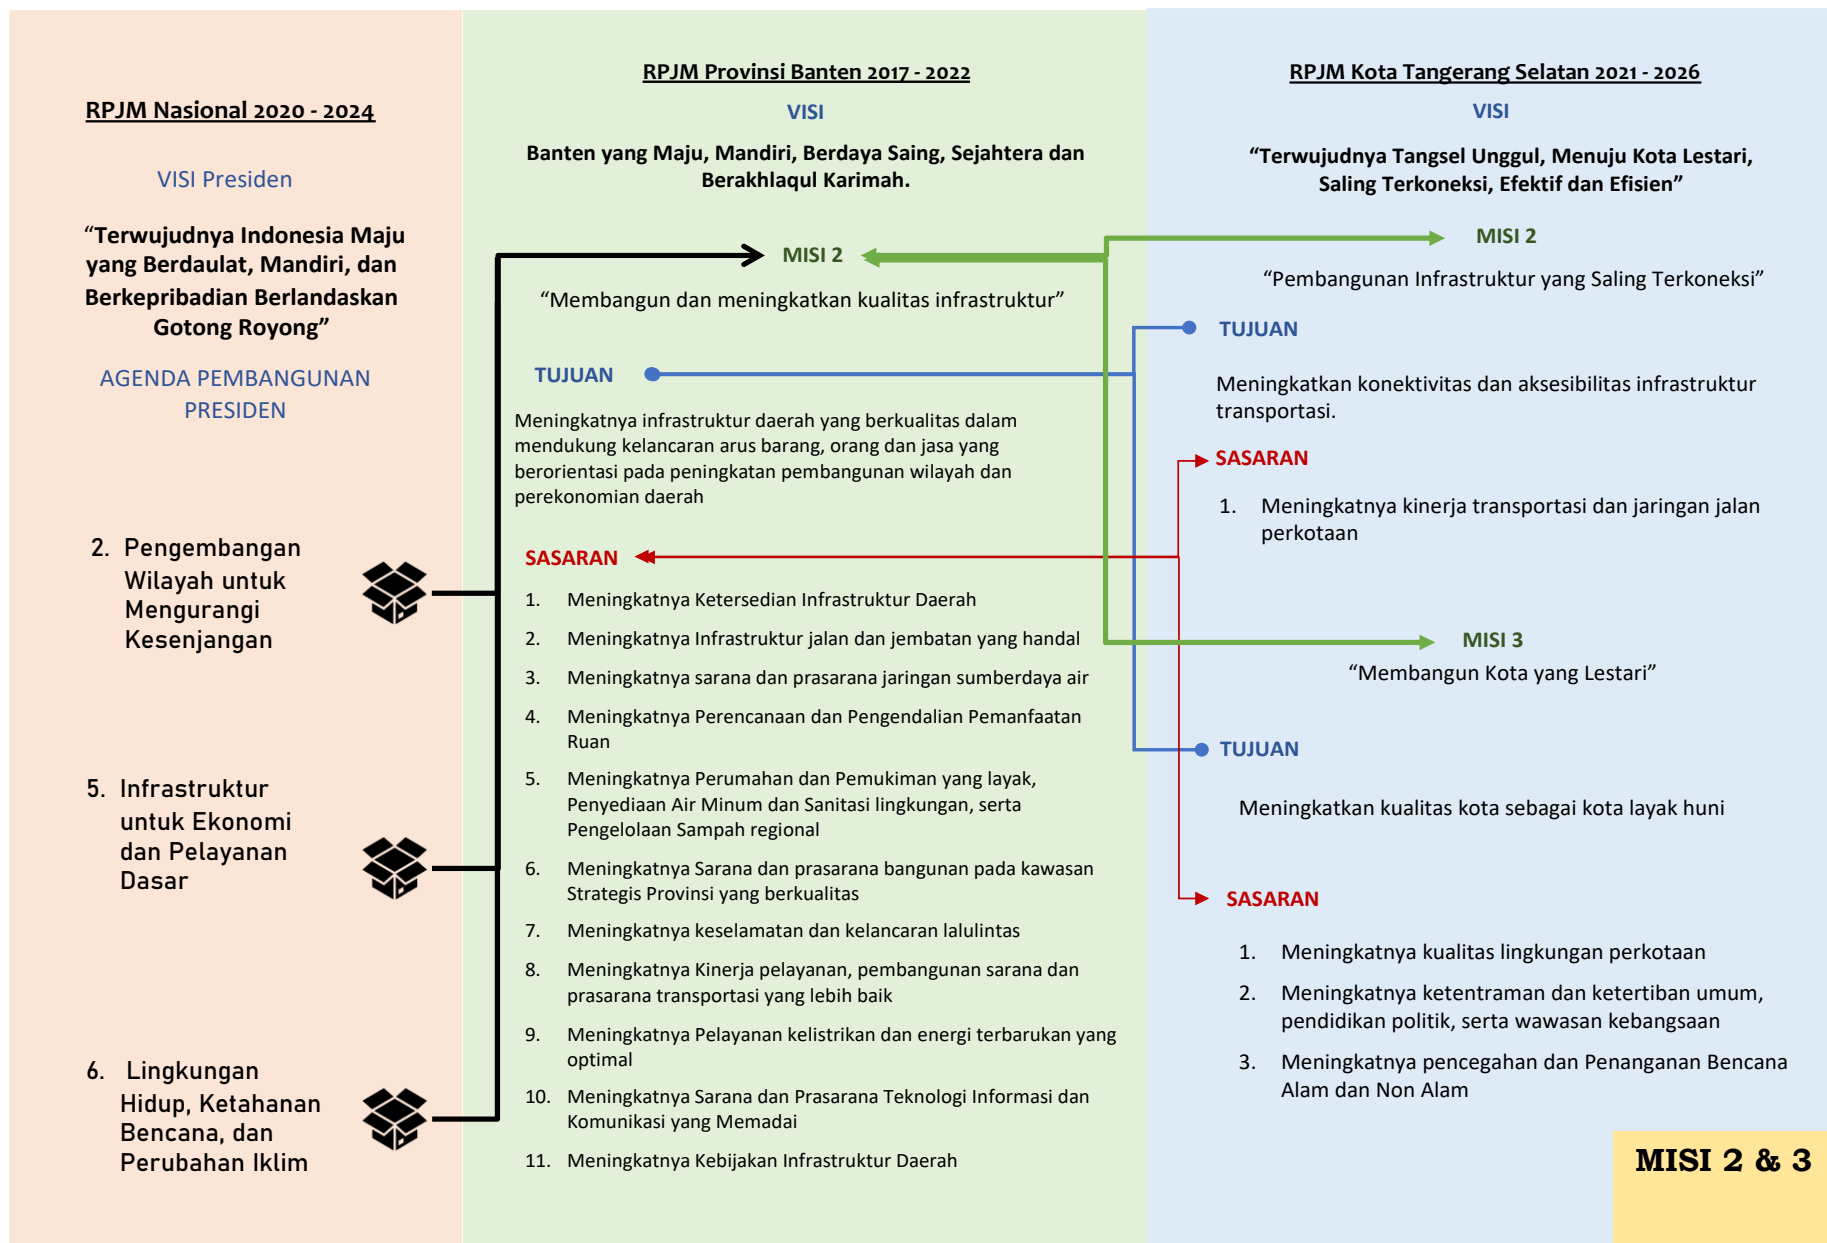 RPJM Nasional 2020 - 2024
VISI Presiden
“Terwujudnya Indonesia Maju
yang Berdaulat, Mandiri, dan
Berkepribadian Berlandaskan
Gotong Royong”
AGENDA PEMBANGUNAN
PRESIDEN
2. Pengembangan
Wilayah untuk
Mengurangi
Kesenjangan
5. Infrastruktur
untuk Ekonomi
dan Pelayanan
Dasar
6. Lingkungan
Hidup, Ketahanan
Bencana, dan
Perubahan Iklim
RPJM Provinsi Banten 2017 - 2022
VISI
Banten yang Maju, Mandiri, Berdaya Saing, Sejahtera dan
Berakhlaqul Karimah.
MISI 2
“Membangun dan meningkatkan kualitas infrastruktur”
TUJUAN
Meningkatnya infrastruktur daerah yang berkualitas dalam
mendukung kelancaran arus barang, orang dan jasa yang
berorientasi pada peningkatan pembangunan wilayah dan
perekonomian daerah
SASARAN
1. Meningkatnya Ketersedian Infrastruktur Daerah
2. Meningkatnya Infrastruktur jalan dan jembatan yang handal
3. Meningkatnya sarana dan prasarana jaringan sumberdaya air
4. Meningkatnya Perencanaan dan Pengendalian Pemanfaatan
Ruan
5. Meningkatnya Perumahan dan Pemukiman yang layak,
Penyediaan Air Minum dan Sanitasi lingkungan, serta
Pengelolaan Sampah regional
6. Meningkatnya Sarana dan prasarana bangunan pada kawasan
Strategis Provinsi yang berkualitas
7. Meningkatnya keselamatan dan kelancaran lalulintas
8. Meningkatnya Kinerja pelayanan, pembangunan sarana dan
prasarana transportasi yang lebih baik
9. Meningkatnya Pelayanan kelistrikan dan energi terbarukan yang
optimal
10. Meningkatnya Sarana dan Prasarana Teknologi Informasi dan
Komunikasi yang Memadai
11. Meningkatnya Kebijakan Infrastruktur Daerah
RPJM Kota Tangerang Selatan 2021 - 2026
VISI
“Terwujudnya Tangsel Unggul, Menuju Kota Lestari,
Saling Terkoneksi, Efektif dan Efisien”
MISI 2
“Pembangunan Infrastruktur yang Saling Terkoneksi”
TUJUAN
Meningkatkan konektivitas dan aksesibilitas infrastruktur
transportasi.
SASARAN
1. Meningkatnya kinerja transportasi dan jaringan jalan
perkotaan
MISI 3
“Membangun Kota yang Lestari”
TUJUAN
Meningkatkan kualitas kota sebagai kota layak huni
SASARAN
1. Meningkatnya kualitas lingkungan perkotaan
2. Meningkatnya ketentraman dan ketertiban umum,
pendidikan politik, serta wawasan kebangsaan
3. Meningkatnya pencegahan dan Penanganan Bencana
Alam dan Non Alam
MISI 2 & 3